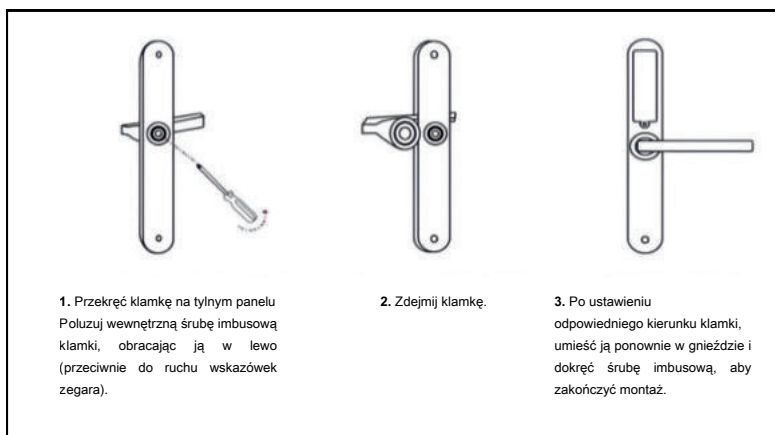 1. Przekręć klamkę na tylnym panelu
Poluzuj wewnętrzną śrubę imbusową
klamki, obracając ją w lewo
(przeciwnie do ruchu wskazówek
zegara).
2. Zdejmij klamkę.
3. Po ustawieniu
odpowiedniego kierunku klamki,
umieść ją ponownie w gnieździe i
dokręć śrubę imbusową, aby
zakończyć montaż.